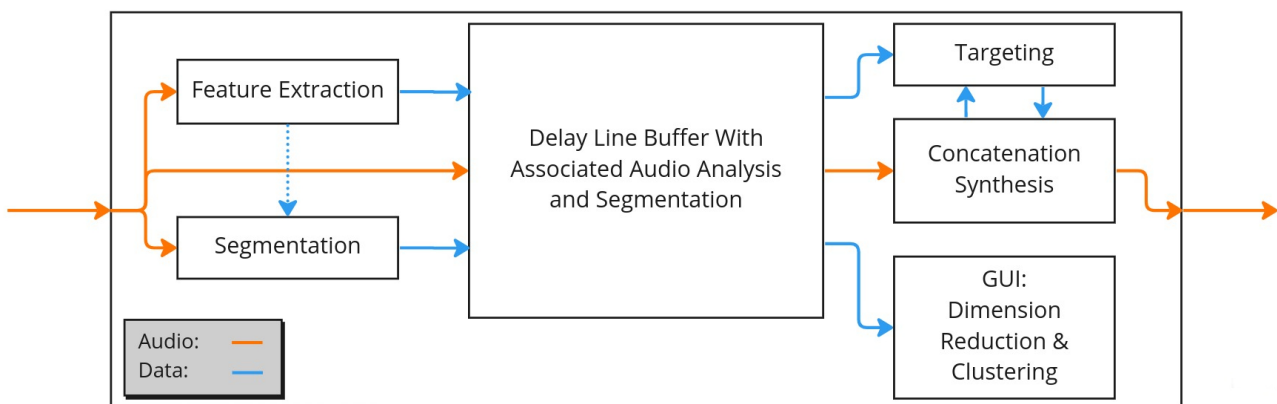 Feature Extraction
Segmentation
Delay Line Buffer With
Associated Audio Analysis
and Segmentation
Targeting
Concatenation
Synthesis
GUI:
Dimension
Reduction &
Clustering
Audio:
Data: